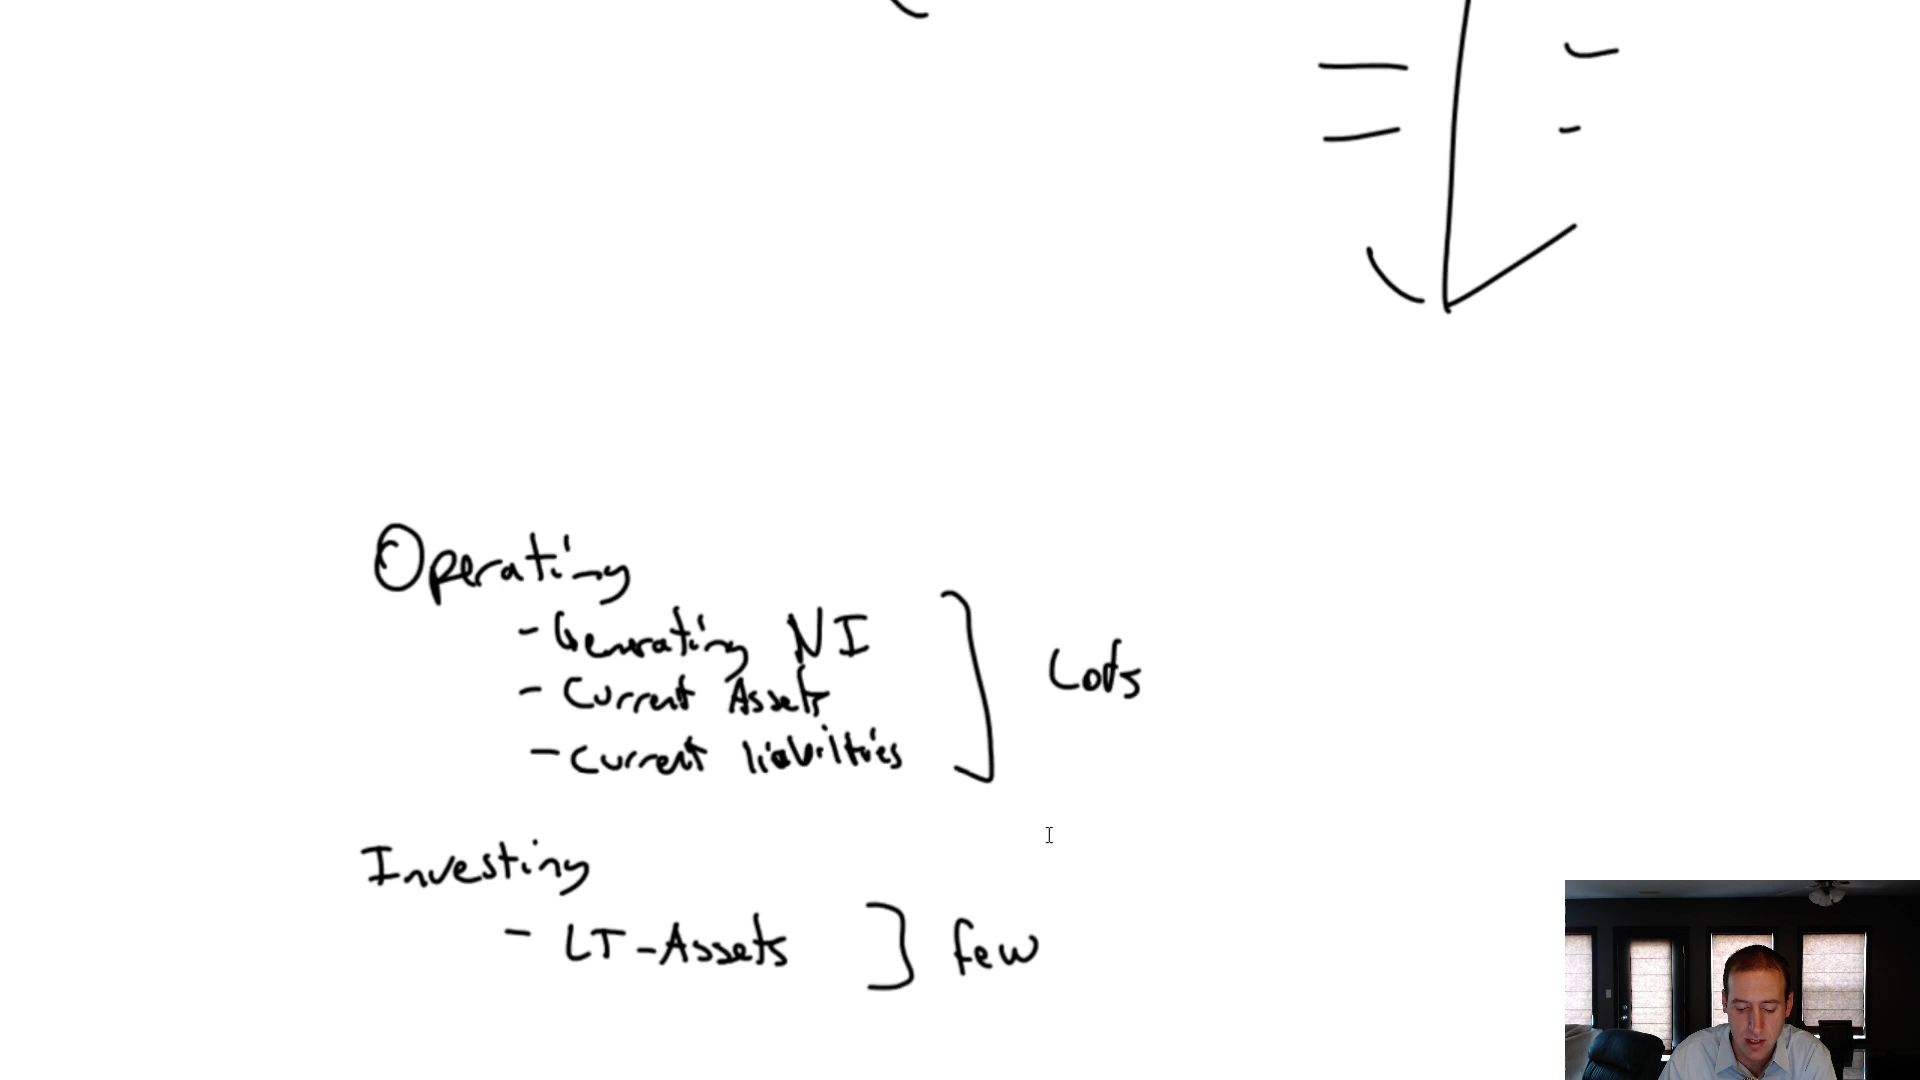 Operating
- Generating NI
- Current Assets
- Current liabilities
Lots
Investing
- LT-Assets
few